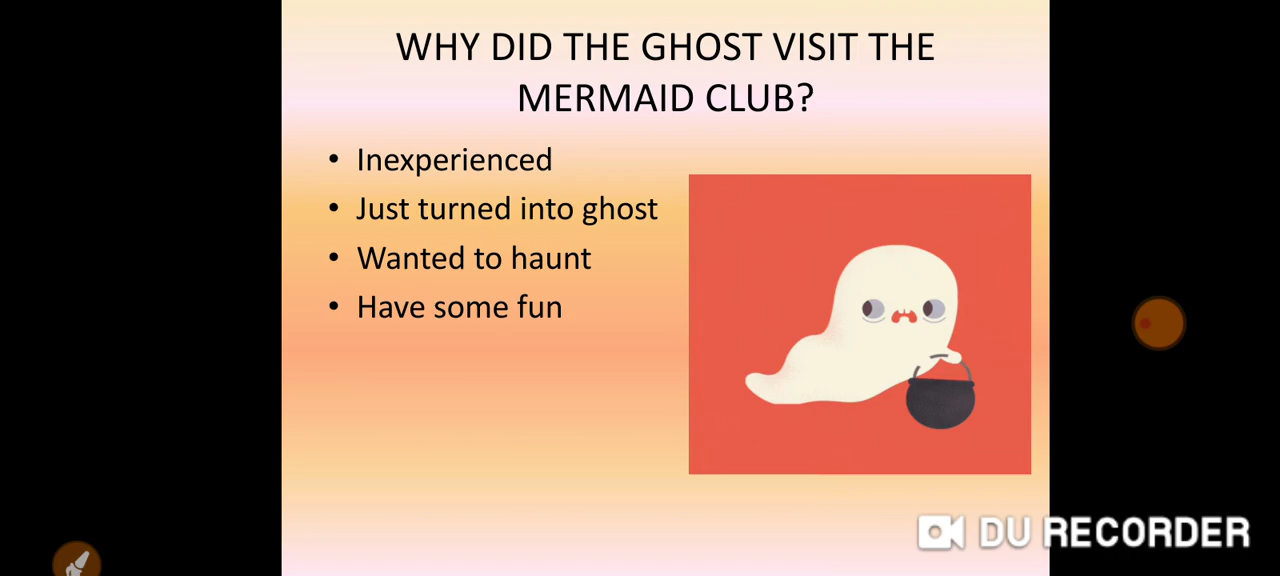 WHY DID THE GHOST VISIT THE
MERMAID CLUB?
• Inexperienced
• Just turned into ghost
• Wanted to haunt
• Have some fun
DU RECORDER